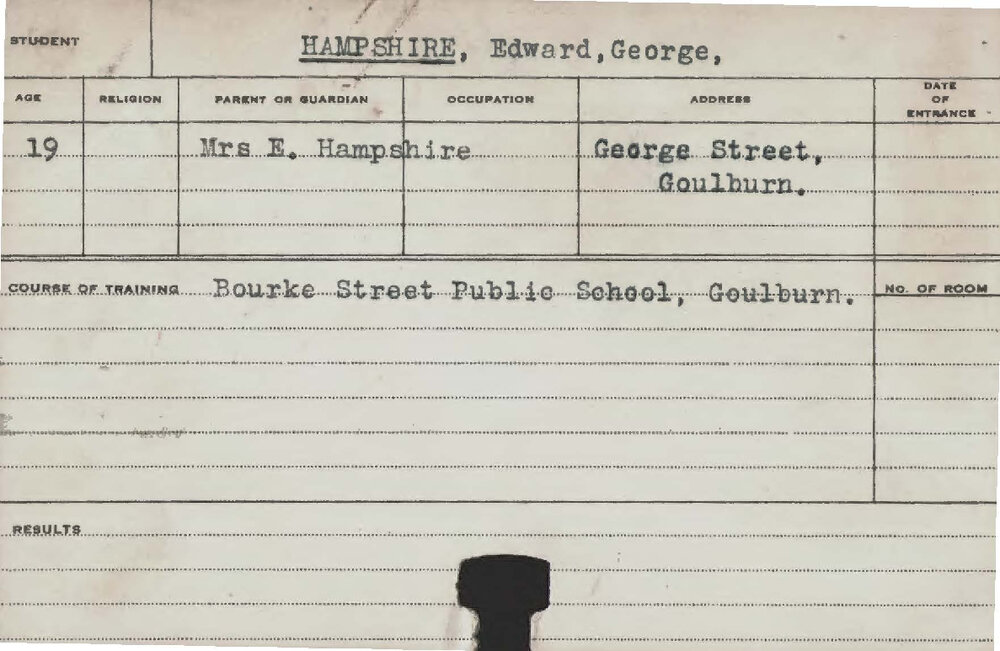 STUDENT HAMPSHIRE, Edward,George,
AGE RELIGION PARENT OR GUARDIAN OCCUPATION ADDRESS DATE OF ENTRANCE
19 Mrs E. Hampshire George Street,
Goulburn.
COURSE OF TRAINING Bourke Street Public School, Goulburn. NO. OF ROOM
RESULTS